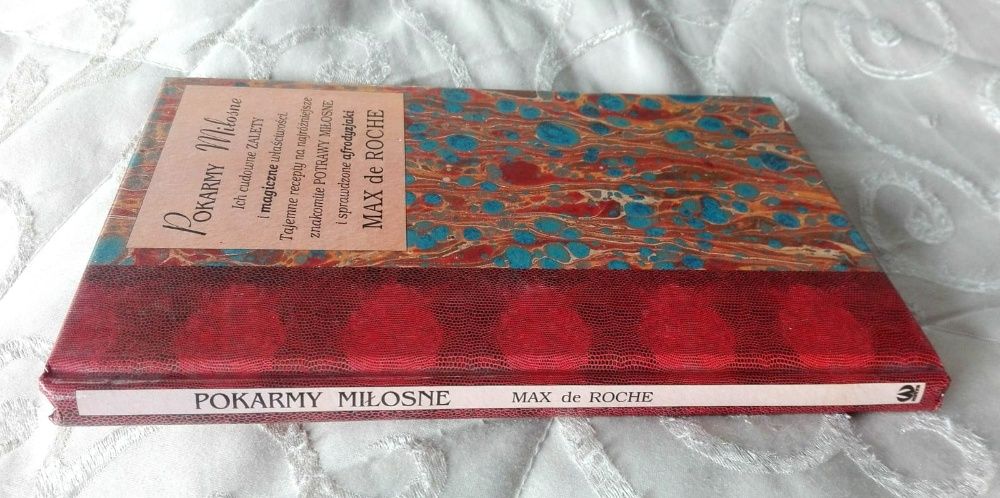 Pokarmy Miłosne
Ich cudowne ZALETY
i magiczne właściwości
Tajemne recepty na najróżniejsze
znakomite POTRAWY MIŁOSNE
i sprawdzone afrodyzjaki
MAX de ROCHE
POKARMY MIŁOSNE MAX de ROCHE